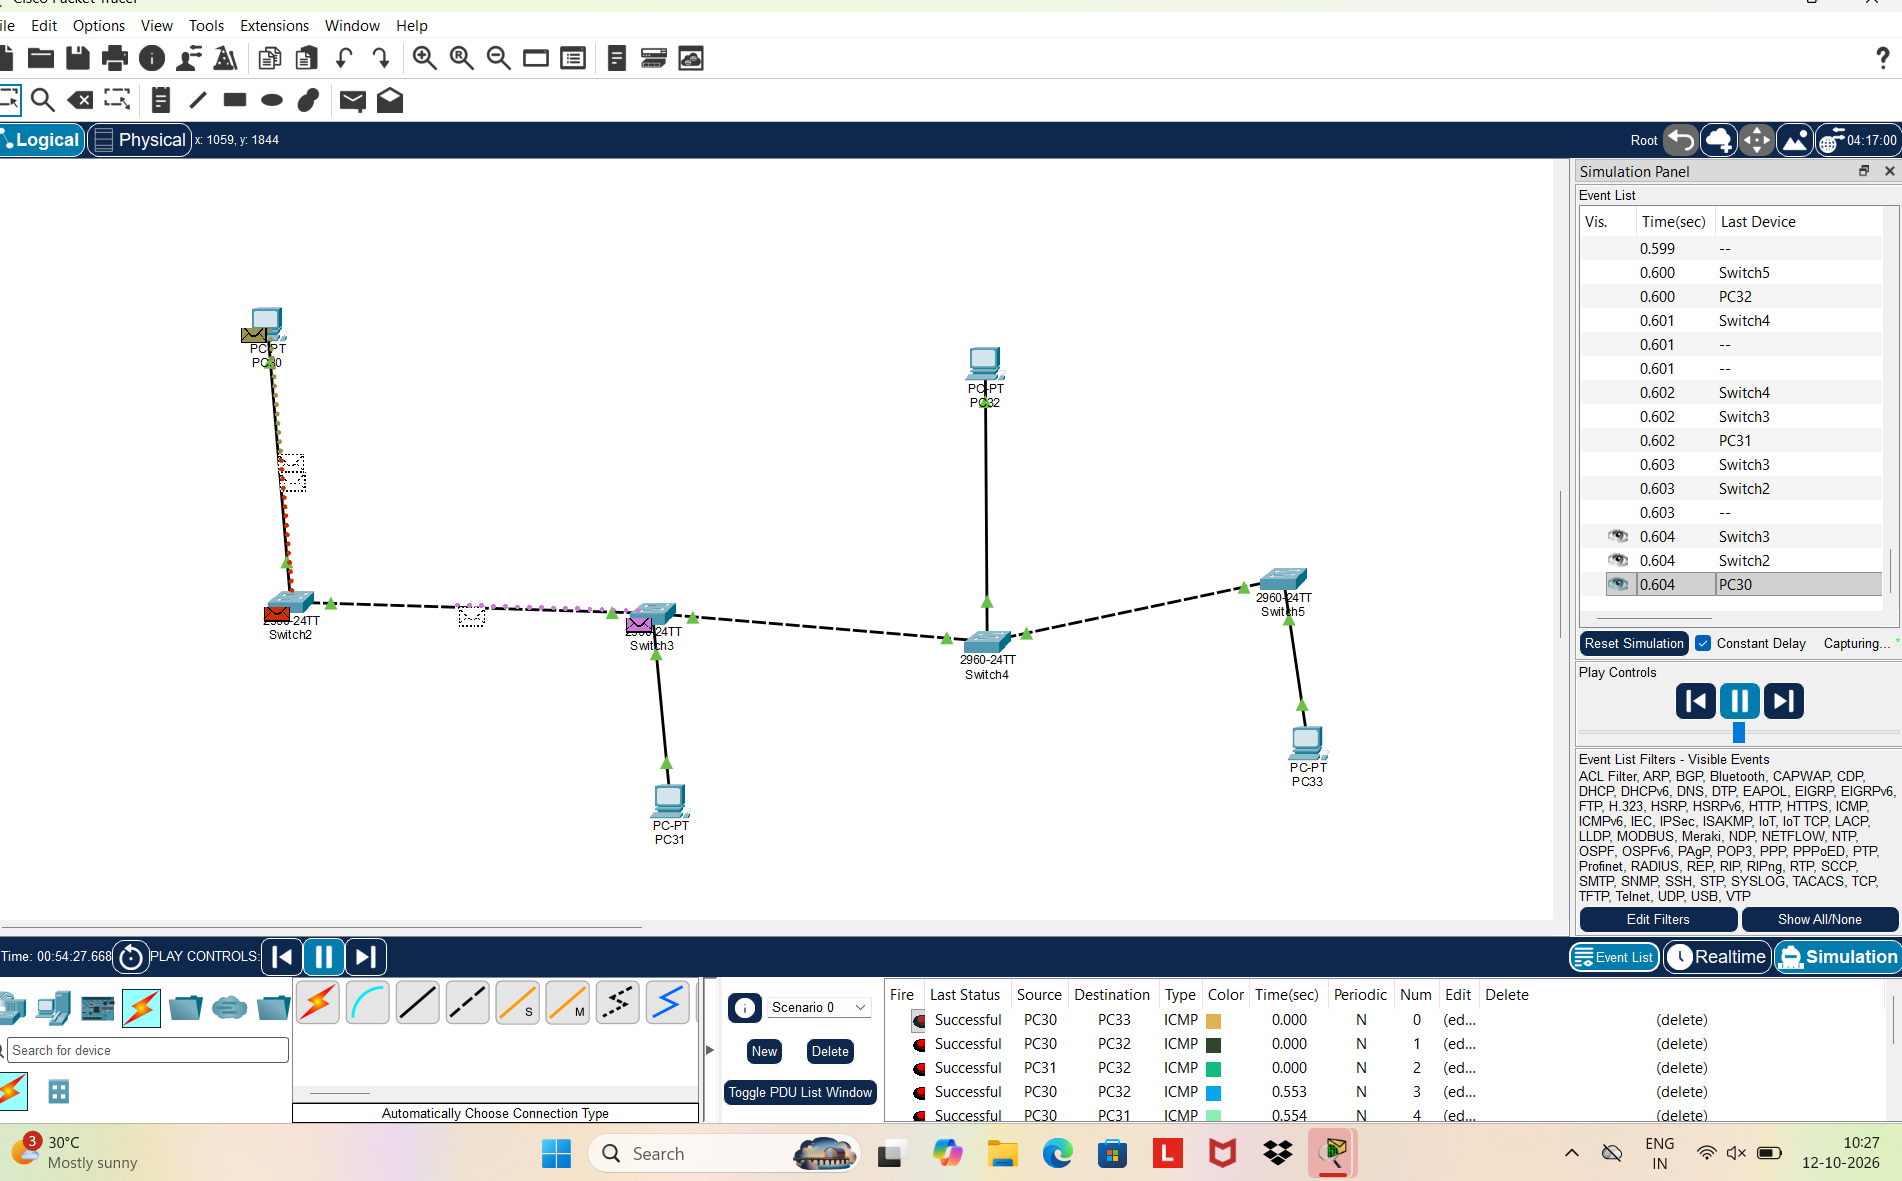 Cisco Packet Tracer
ile Edit Options View Tools Extensions Window Help
Logical Physical x: 1059, y: 1844 Root 04:17:00
Simulation Panel
Event List
Vis. Time(sec) Last Device
0.599 --
0.600 Switch5
0.600 PC32
0.601 Switch4
0.601 --
0.601 --
0.602 Switch4
0.602 Switch3
0.602 PC31
0.603 Switch3
0.603 Switch2
0.603 --
0.604 Switch3
0.604 Switch2
0.604 PC30
Reset Simulation Constant Delay Capturing... *
Play Controls
Event List Filters - Visible Events
ACL Filter, ARP, BGP, Bluetooth, CAPWAP, CDP,
DHCP, DHCPv6, DNS, DTP, EAPOL, EIGRP, EIGRPv6,
FTP, H.323, HSRP, HSRPv6, HTTP, HTTPS, ICMP,
ICMPv6, IEC, IPSec, ISAKMP, IoT, IoT TCP, LACP,
LLDP, MODBUS, Meraki, NDP, NETFLOW, NTP,
OSPF, OSPFv6, PAgP, POP3, PPP, PPPoED, PTP,
Profinet, RADIUS, REP, RIP, RIPng, RTP, SCCP,
SMTP, SNMP, SSH, STP, SYSLOG, TACACS, TCP,
TFTP, Telnet, UDP, USB, VTP
Edit Filters Show All/None
PC-PT
PC30
PC-PT
PC32
2960-24TT
Switch2
2960-24TT
Switch3
2960-24TT
Switch4
2960-24TT
Switch5
PC-PT
PC31
PC-PT
PC33
Time: 00:54:27.668 PLAY CONTROLS: Event List Realtime Simulation
S M
Search for device
Automatically Choose Connection Type
Scenario 0
New Delete
Toggle PDU List Window
Fire Last Status Source Destination Type Color Time(sec) Periodic Num Edit Delete
Successful PC30 PC33 ICMP 0.000 N 0 (ed... (delete)
Successful PC30 PC32 ICMP 0.000 N 1 (ed... (delete)
Successful PC31 PC32 ICMP 0.000 N 2 (ed... (delete)
Successful PC30 PC32 ICMP 0.553 N 3 (ed... (delete)
Successful PC30 PC31 ICMP 0.554 N 4 (ed... (delete)
3 30°C
Mostly sunny
Search
L
ENG
IN
10:27
12-10-2026